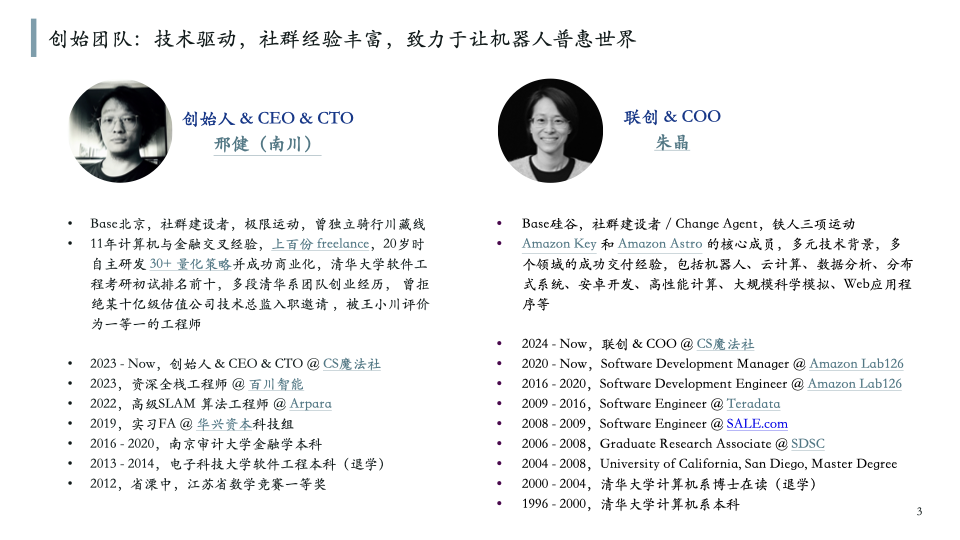 创始团队：技术驱动，社群经验丰富，致力于让机器人普惠世界
创始人 & CEO & CTO
邢健（南川）
• Base北京，社群建设者，极限运动，曾独立骑行川藏线
• 11年计算机与金融交叉经验，上百份 freelance，20岁时
自主研发 30+ 量化策略并成功商业化，清华大学软件工
程考研初试排名前十，多段清华系团队创业经历， 曾拒
绝某十亿级估值公司技术总监入职邀请 ，被王小川评价
为一等一的工程师
• 2023 - Now，创始人 & CEO & CTO @ CS魔法社
• 2023，资深全栈工程师 @ 百川智能
• 2022，高级SLAM 算法工程师 @ Arpara
• 2019，实习FA @ 华兴资本科技组
• 2016 - 2020，南京审计大学金融学本科
• 2013 - 2014，电子科技大学软件工程本科（退学）
• 2012，省溧中，江苏省数学竞赛一等奖
联创 & COO
朱晶
• Base硅谷，社群建设者 / Change Agent，铁人三项运动
• Amazon Key 和 Amazon Astro 的核心成员，多元技术背景，多
个领域的成功交付经验，包括机器人、云计算、数据分析、分布
式系统、安卓开发、高性能计算、大规模科学模拟、Web应用程
序等
• 2024 - Now，联创 & COO @ CS魔法社
• 2020 - Now，Software Development Manager @ Amazon Lab126
• 2016 - 2020，Software Development Engineer @ Amazon Lab126
• 2009 - 2016，Software Engineer @ Teradata
• 2008 - 2009，Software Engineer @ SALE.com
• 2006 - 2008，Graduate Research Associate @ SDSC
• 2004 - 2008，University of California, San Diego, Master Degree
• 2000 - 2004，清华大学计算机系博士在读（退学）
• 1996 - 2000，清华大学计算机系本科
3